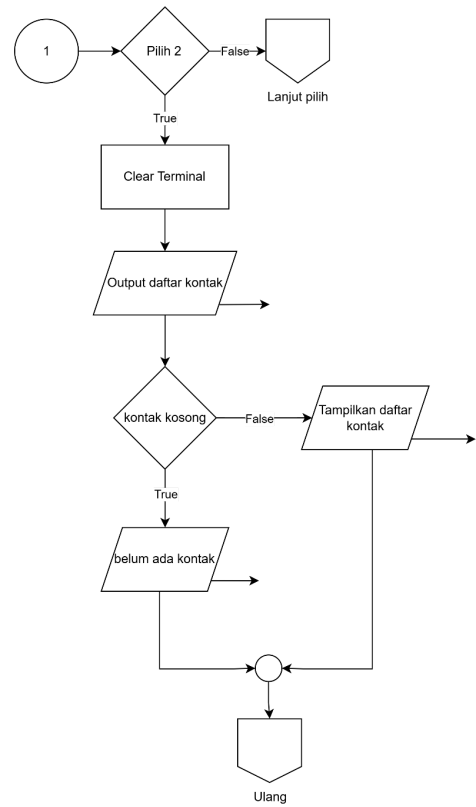 1
Pilih 2
False
Lanjut pilih
True
Clear Terminal
Output daftar kontak
kontak kosong
False
Tampilkan daftar
kontak
True
belum ada kontak
Ulang